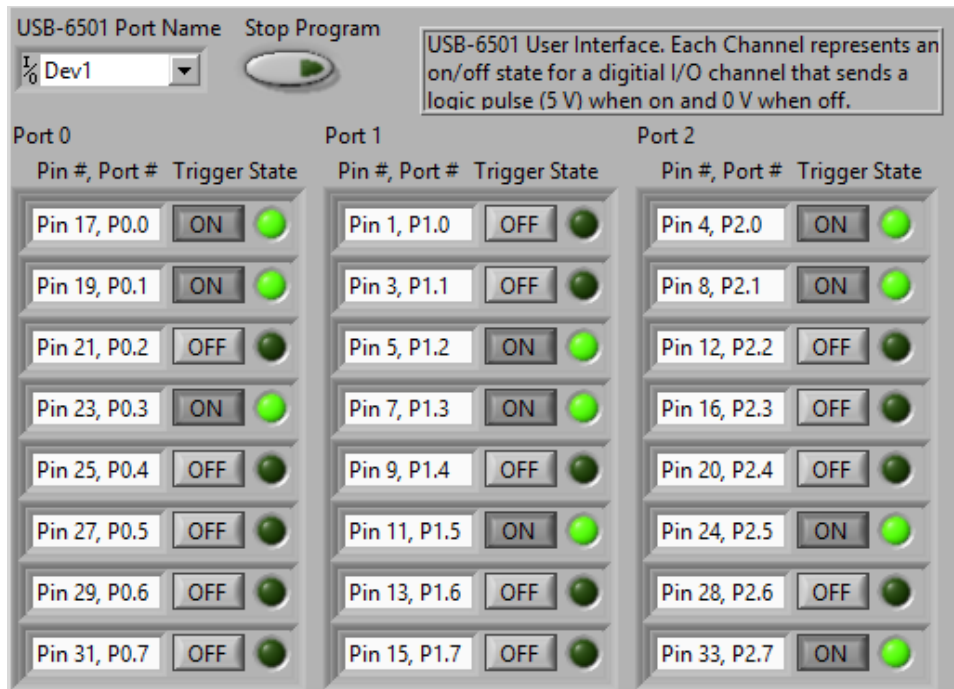 USB-6501 Port Name Stop Program
I/O Dev1
USB-6501 User Interface. Each Channel represents an
on/off state for a digitial I/O channel that sends a
logic pulse (5 V) when on and 0 V when off.
Port 0 Port 1 Port 2
Pin #, Port # Trigger State Pin #, Port # Trigger State Pin #, Port # Trigger State
Pin 17, P0.0 ON Pin 1, P1.0 OFF Pin 4, P2.0 ON
Pin 19, P0.1 ON Pin 3, P1.1 OFF Pin 8, P2.1 ON
Pin 21, P0.2 OFF Pin 5, P1.2 ON Pin 12, P2.2 OFF
Pin 23, P0.3 ON Pin 7, P1.3 ON Pin 16, P2.3 OFF
Pin 25, P0.4 OFF Pin 9, P1.4 OFF Pin 20, P2.4 OFF
Pin 27, P0.5 OFF Pin 11, P1.5 ON Pin 24, P2.5 ON
Pin 29, P0.6 OFF Pin 13, P1.6 OFF Pin 28, P2.6 OFF
Pin 31, P0.7 OFF Pin 15, P1.7 OFF Pin 33, P2.7 ON